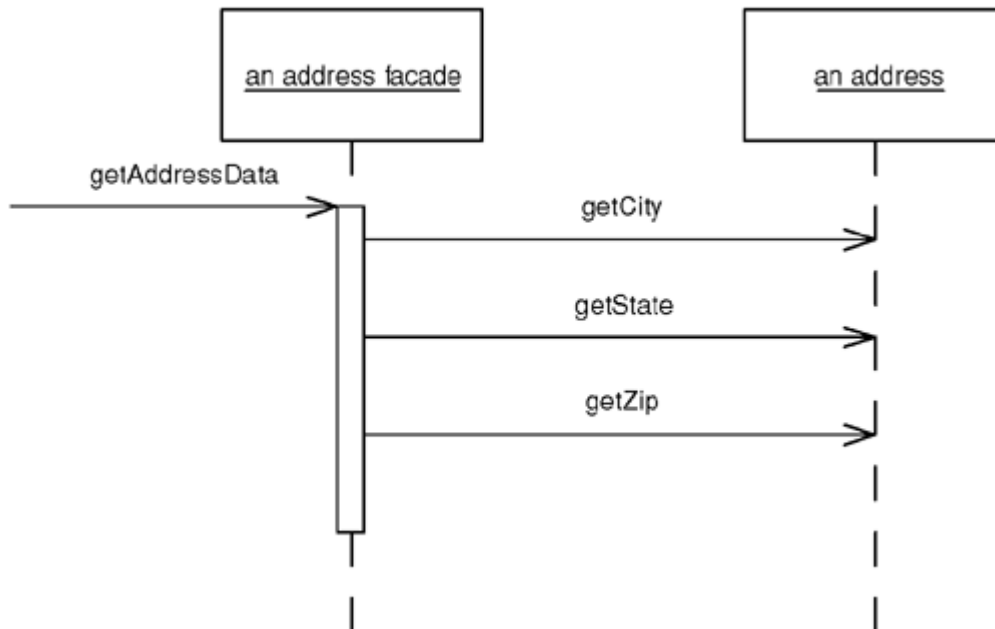 an address facade
an address
getAddressData
getCity
getState
getZip